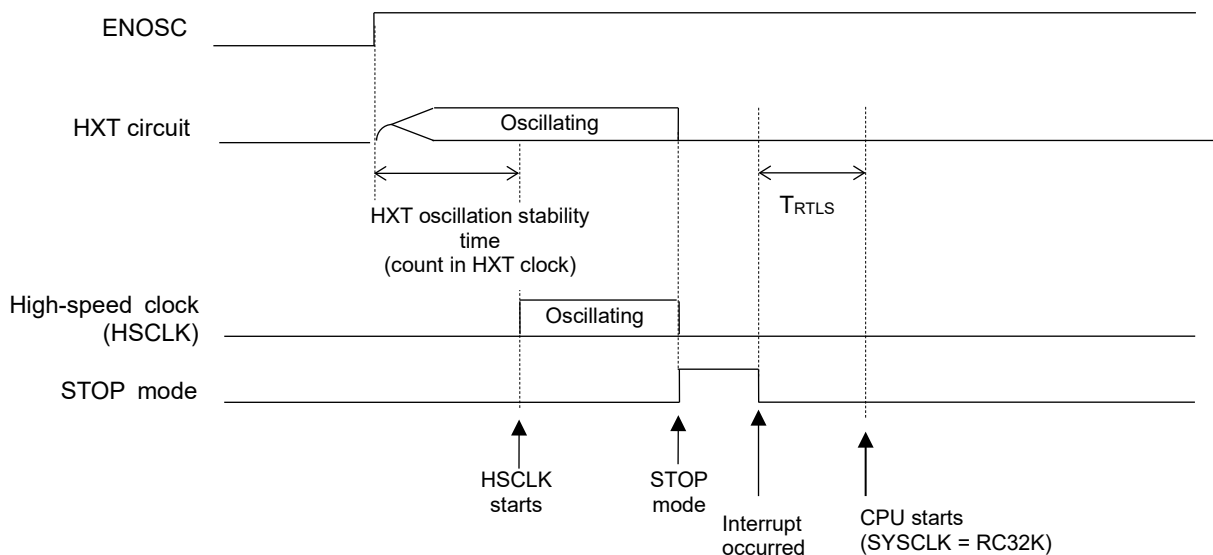 ENOSC
HXT circuit
Oscillating
HXT oscillation stability
time
(count in HXT clock)
TRTLS
High-speed clock
(HSCLK)
Oscillating
STOP mode
HSCLK
starts
STOP
mode
Interrupt
occurred
CPU starts
(SYSCLK = RC32K)